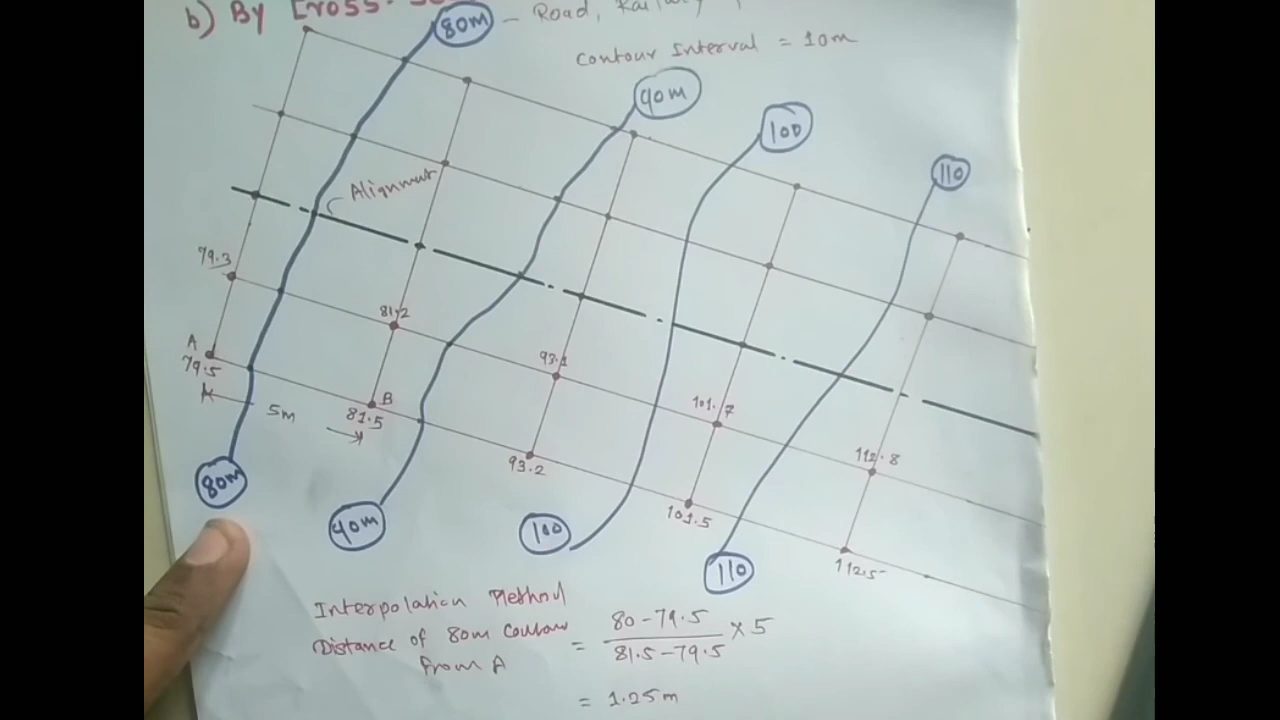 b) By Cross-
80m
- Road, Railway,
Contour Interval = 10m
90m
100
110
Alignment
79.3
81.2
A
79.5
B
81.5
5m
93.1
93.2
101.7
101.5
112.8
112.5
80m
90m
100
110
Interpolation Method
Distance of 80m Contour from A = 80-79.5 / 81.5-79.5 × 5
= 1.25m